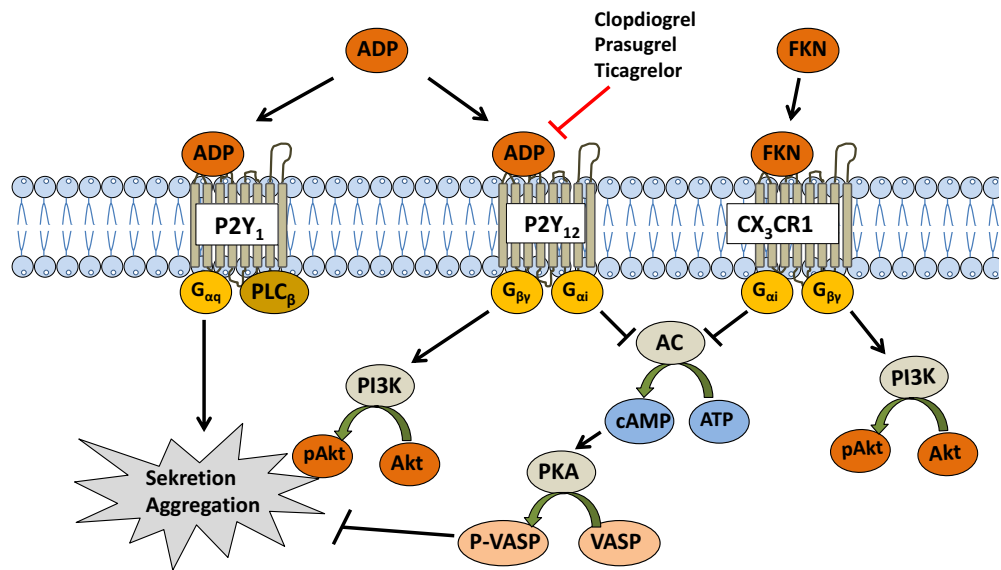 Clopdiogrel
Prasugrel
Ticagrelor
ADP
FKN
ADP
ADP
FKN
P2Y₁
P2Y₁₂
CX₃CR1
Gαq
PLCβ
Gβγ
Gαi
Gαi
Gβγ
AC
PI3K
PI3K
cAMP
ATP
pAkt
Akt
pAkt
Akt
PKA
Sekretion
Aggregation
P-VASP
VASP